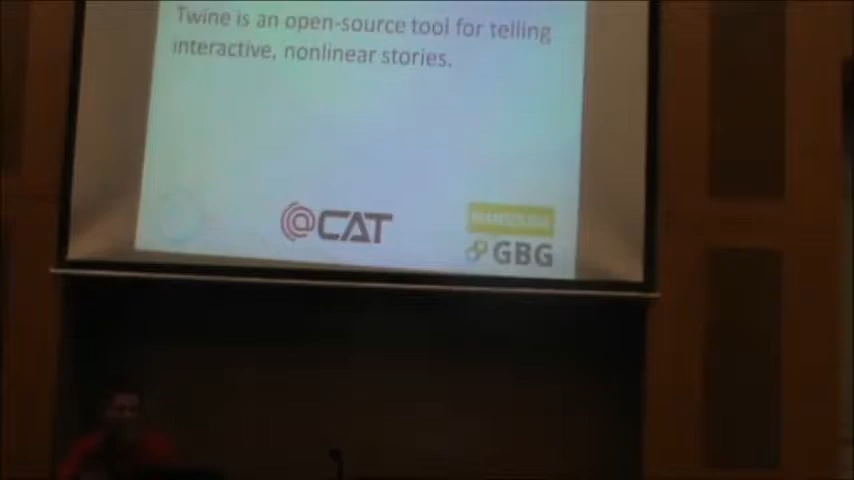 Twine is an open-source tool for telling
interactive, nonlinear stories.
@CAT
GBG